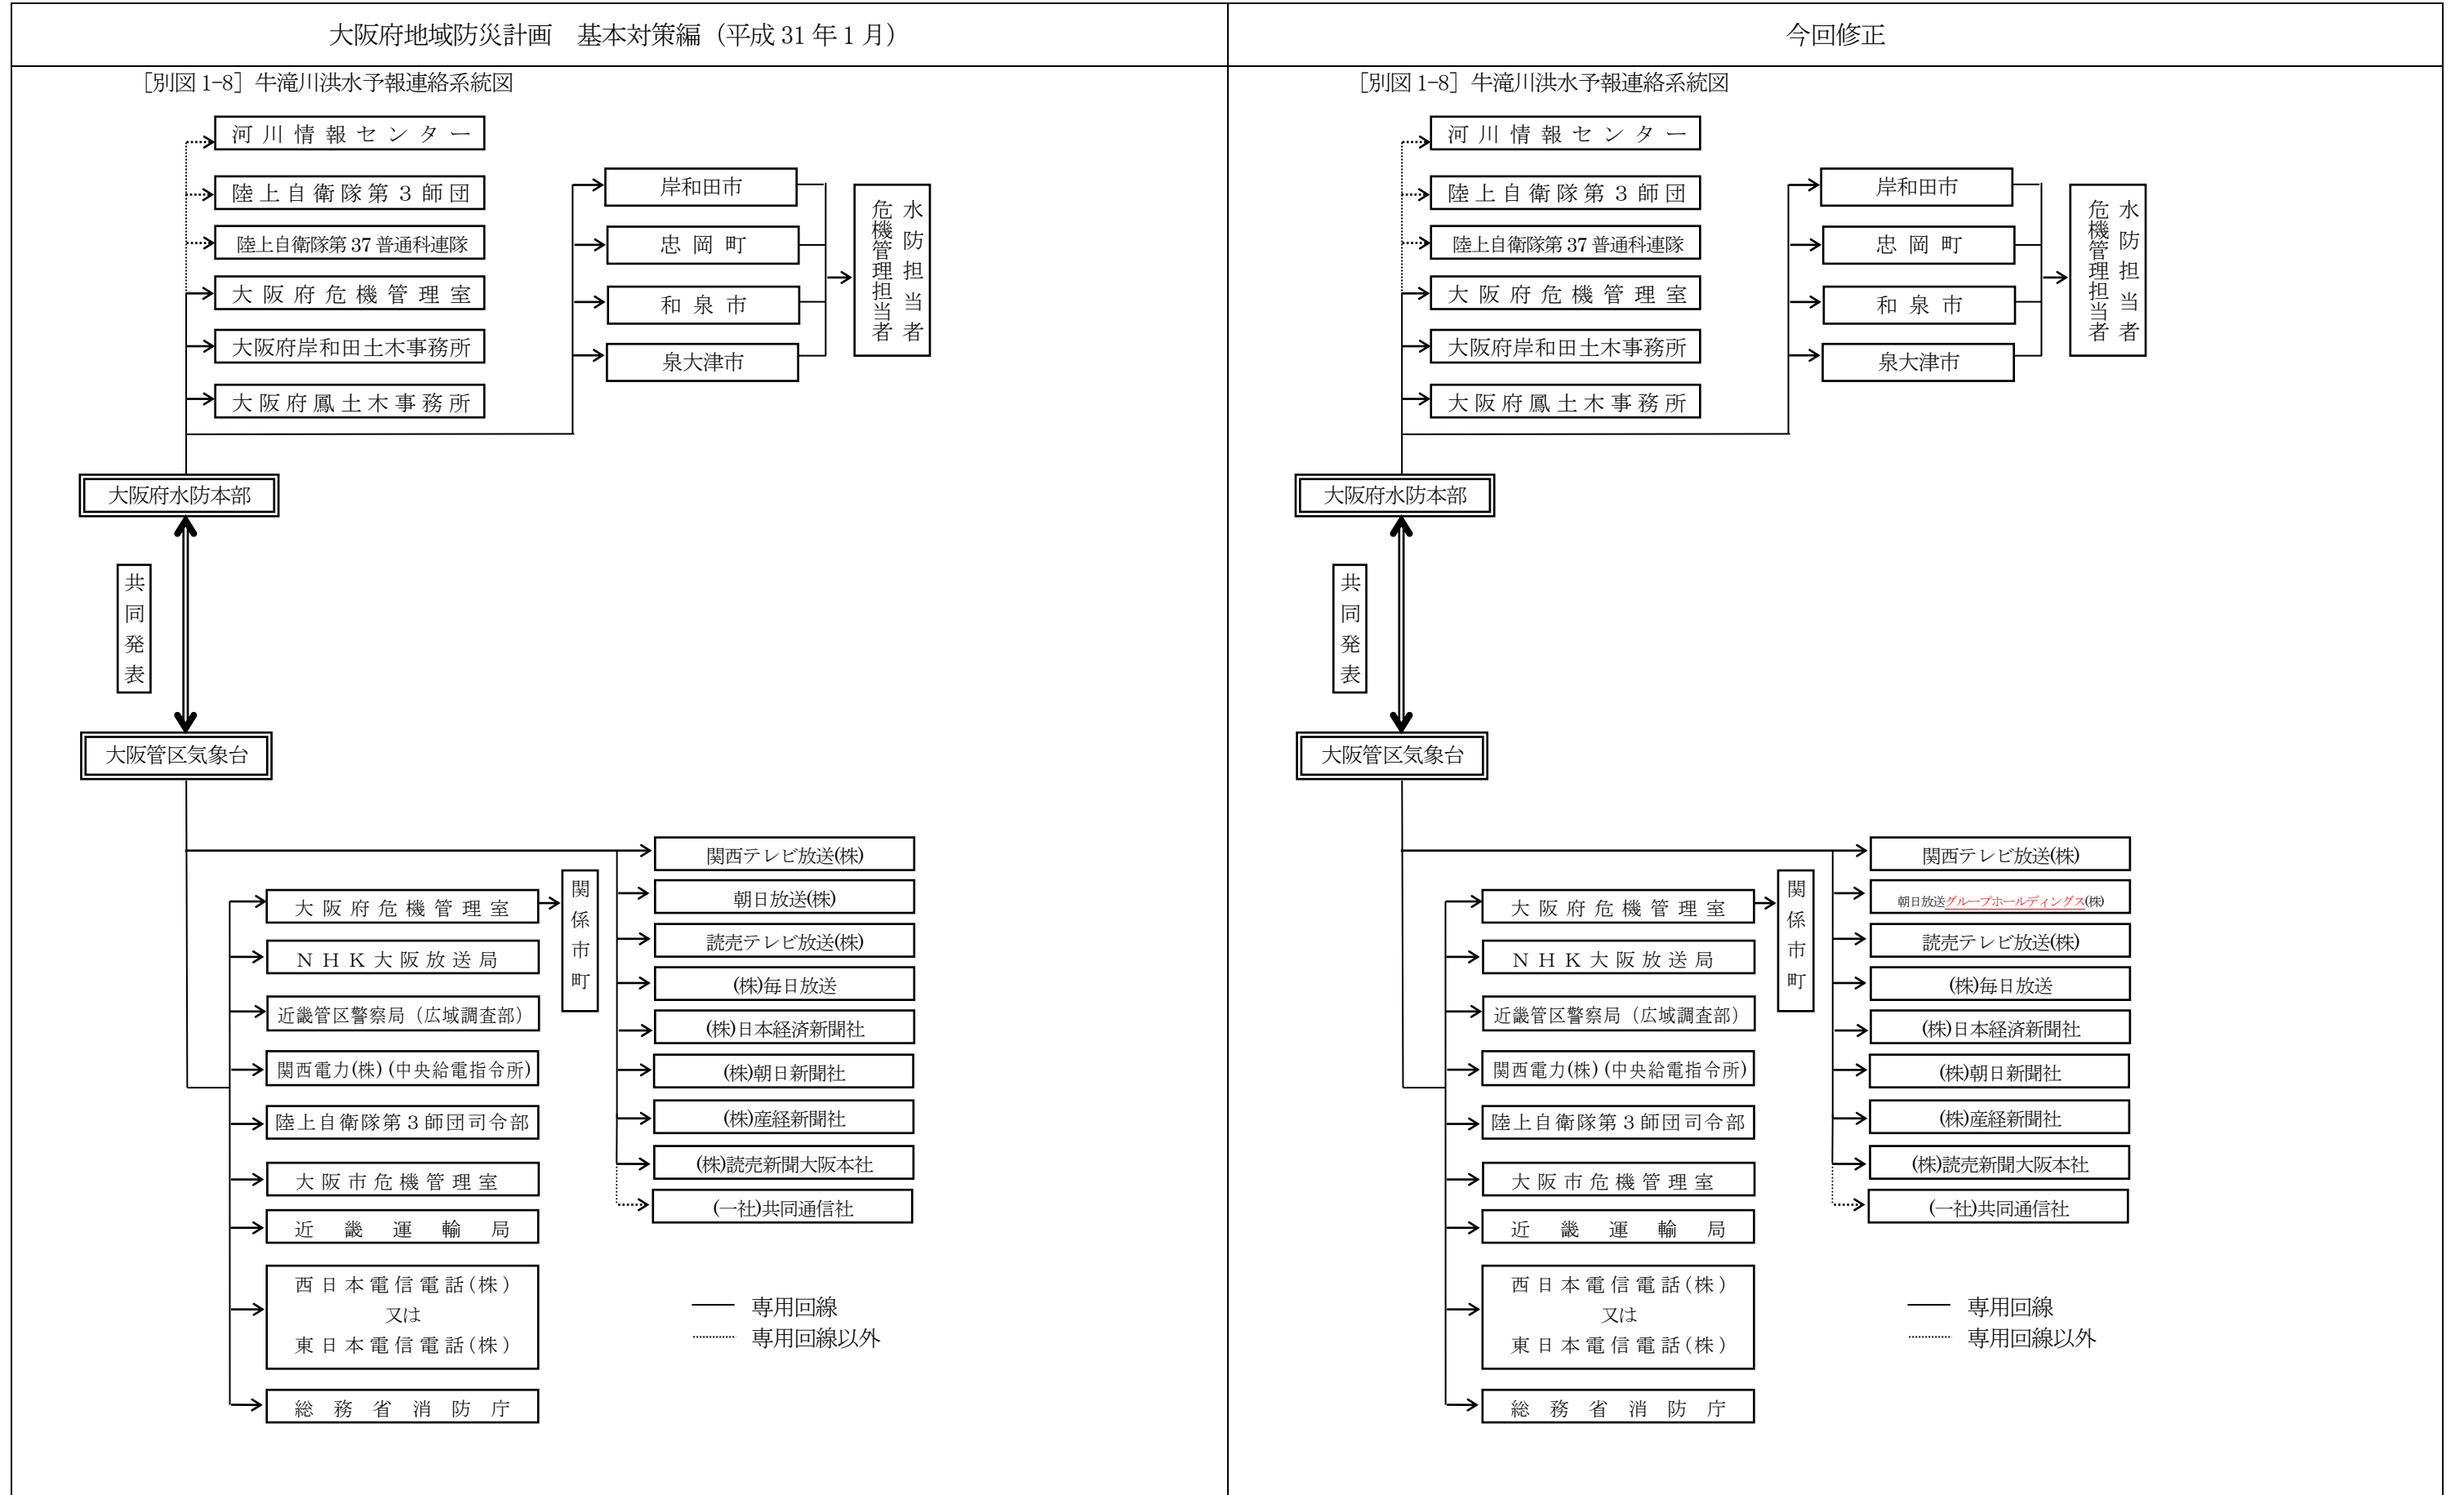 大阪府地域防災計画　基本対策編（平成 31 年 1 月）
［別図 1-8］牛滝川洪水予報連絡系統図
河川情報センター
陸上自衛隊第３師団
陸上自衛隊第 37 普通科連隊
大阪府危機管理室
大阪府岸和田土木事務所
大阪府鳳土木事務所
岸和田市
忠岡町
和泉市
泉大津市
水防担当者
危機管理担当者
大阪府水防本部
共同発表
大阪管区気象台
大阪府危機管理室
ＮＨＫ大阪放送局
近畿管区警察局（広域調査部）
関西電力(株)(中央給電指令所)
陸上自衛隊第３師団司令部
大阪市危機管理室
近畿運輸局
西日本電信電話(株)
又は
東日本電信電話(株)
総務省消防庁
関係市町
関西テレビ放送(株)
朝日放送(株)
読売テレビ放送(株)
(株)毎日放送
(株)日本経済新聞社
(株)朝日新聞社
(株)産経新聞社
(株)読売新聞大阪本社
(一社)共同通信社
専用回線
専用回線以外
今回修正
［別図 1-8］牛滝川洪水予報連絡系統図
河川情報センター
陸上自衛隊第３師団
陸上自衛隊第 37 普通科連隊
大阪府危機管理室
大阪府岸和田土木事務所
大阪府鳳土木事務所
岸和田市
忠岡町
和泉市
泉大津市
水防担当者
危機管理担当者
大阪府水防本部
共同発表
大阪管区気象台
大阪府危機管理室
ＮＨＫ大阪放送局
近畿管区警察局（広域調査部）
関西電力(株)(中央給電指令所)
陸上自衛隊第３師団司令部
大阪市危機管理室
近畿運輸局
西日本電信電話(株)
又は
東日本電信電話(株)
総務省消防庁
関係市町
関西テレビ放送(株)
朝日放送グループホールディングス(株)
読売テレビ放送(株)
(株)毎日放送
(株)日本経済新聞社
(株)朝日新聞社
(株)産経新聞社
(株)読売新聞大阪本社
(一社)共同通信社
専用回線
専用回線以外